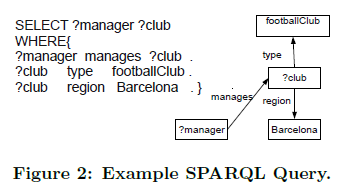 SELECT ?manager ?club
WHERE{
?manager manages ?club .
?club type footballClub .
?club region Barcelona . }
footballClub
type
?club
manages
region
?manager
Barcelona
Figure 2: Example SPARQL Query.